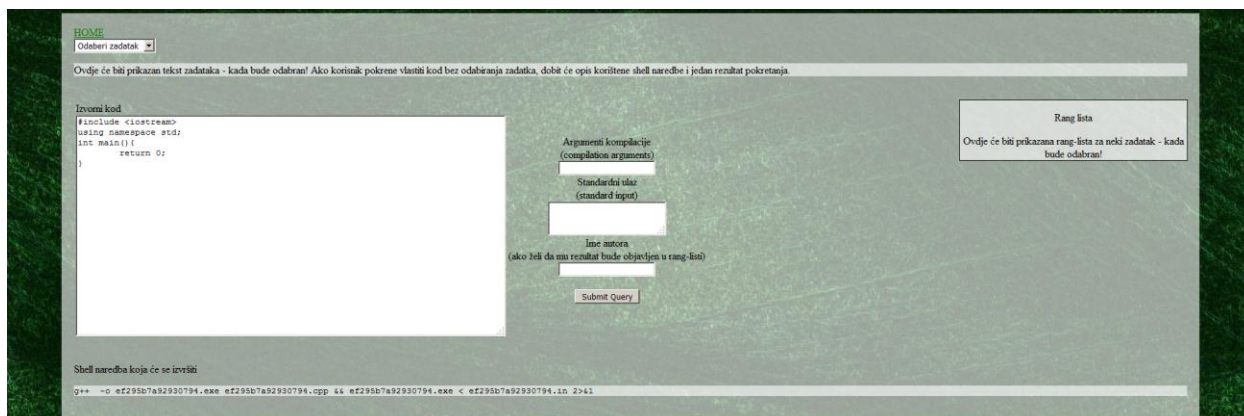 HOME
Odaberi zadatak
Ovdje će biti prikazan tekst zadataka - kada bude odabran! Ako korisnik pokrene vlastiti kod bez odabiranja zadatka, dobit će opis korištene shell naredbe i jedan rezultat pokretanja.
Izvorni kod
#include <iostream>
using namespace std;
int main(){
return 0;
}
Argumenti kompilacije
(compilation arguments)
Standardni ulaz
(standard input)
Ime autora
(ako želi da mu rezultat bude objavljen u rang-listi)
Submit Query
Rang lista
Ovdje će biti prikazana rang-lista za neki zadatak - kada
bude odabran!
Shell naredba koja će se izvršiti
g++ -o ef295b7a92930794.exe ef295b7a92930794.cpp && ef295b7a92930794.exe < ef295b7a92930794.in 2>&1